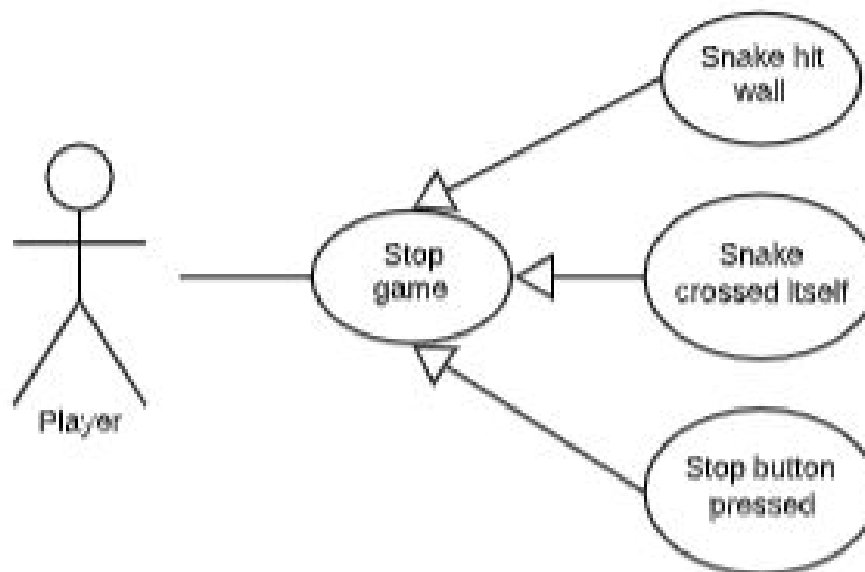 Snake hit
wall
Stop
game
Snake
crossed itself
Player
Stop button
pressed